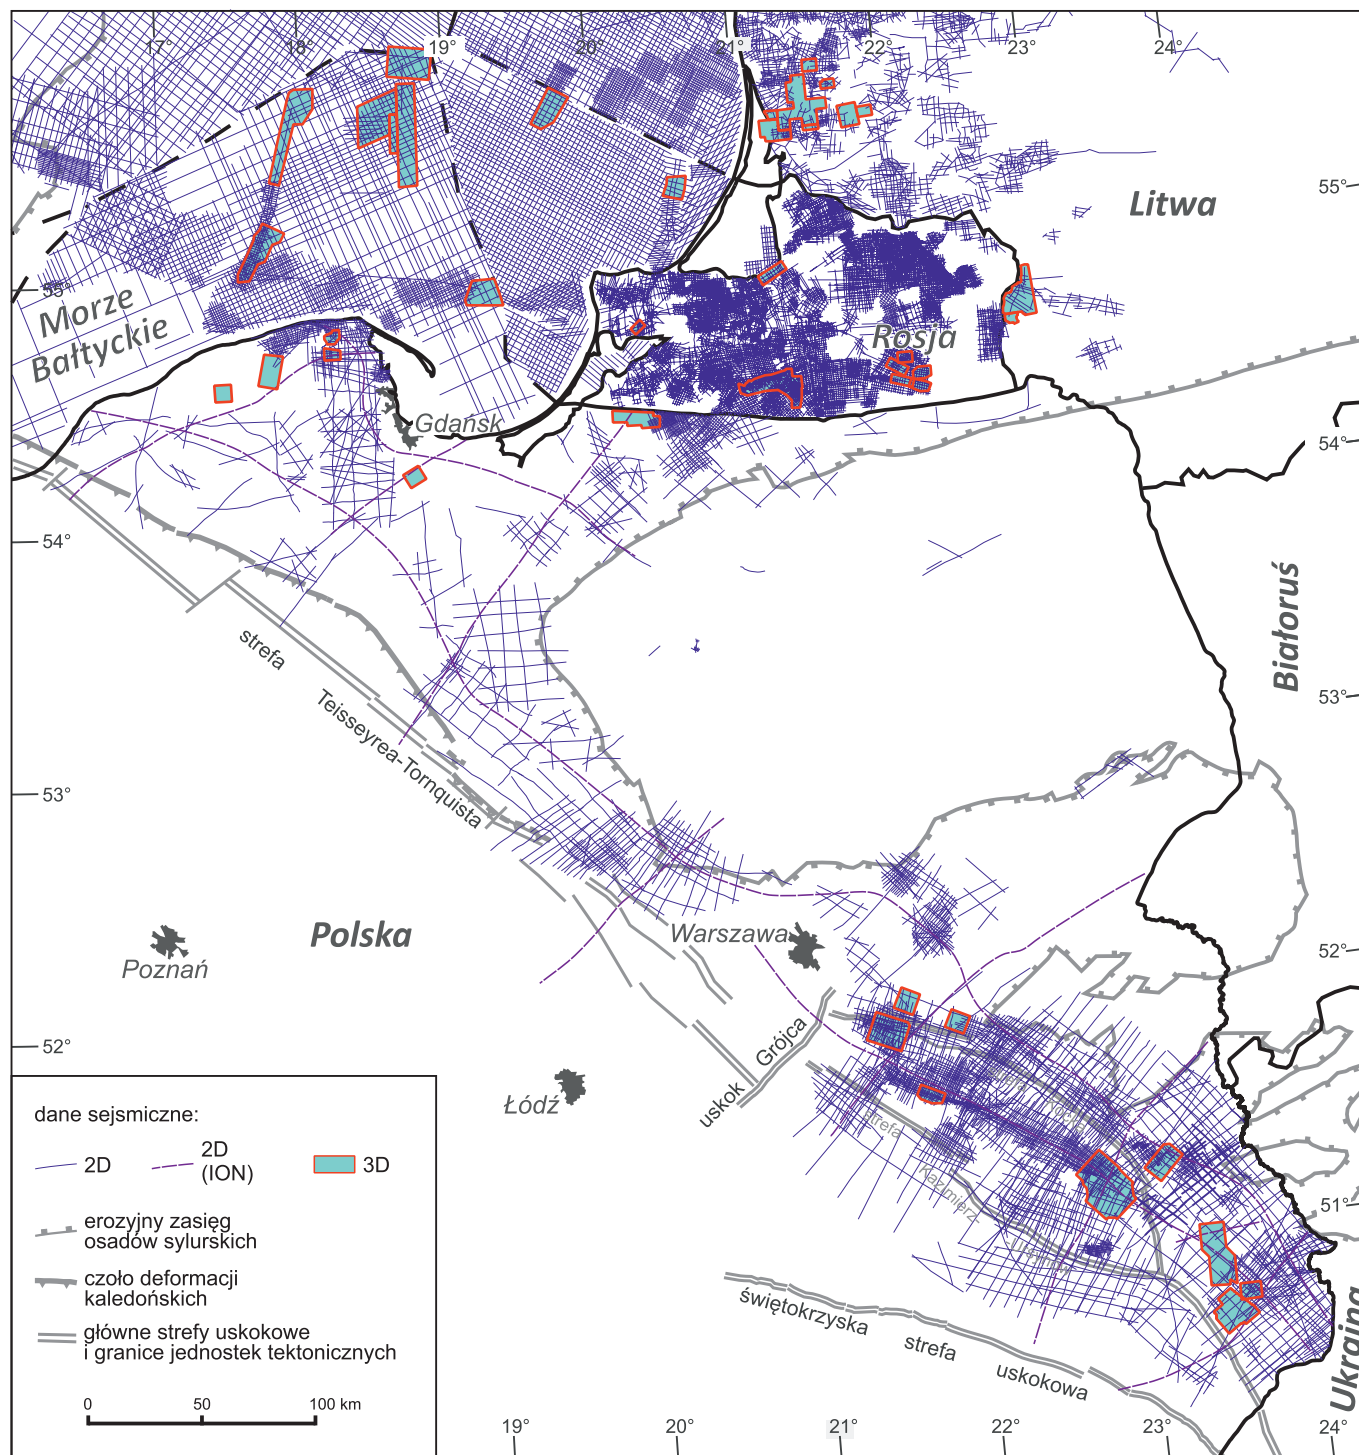 17°
18°
19°
20°
21°
22°
23°
24°
55°
Litwa
55°
Morze
Bałtyckie
Rosja
Gdańsk
54°
54°
Białoruś
strefa
Teisseyrea-Tornquista
53°
53°
Polska
Warszawa
Poznań
52°
52°
Grójca
uskok
Łódź
strefa
Kazimierz-
51°
świętokrzyska
strefa
uskokowa
Ukraina
dane sejsmiczne:
2D
2D
(ION)
3D
erozyjny zasięg
osadów sylurskich
czoło deformacji
kaledońskich
główne strefy uskokowe
i granice jednostek tektonicznych
0
50
100 km
19°
20°
21°
22°
23°
24°